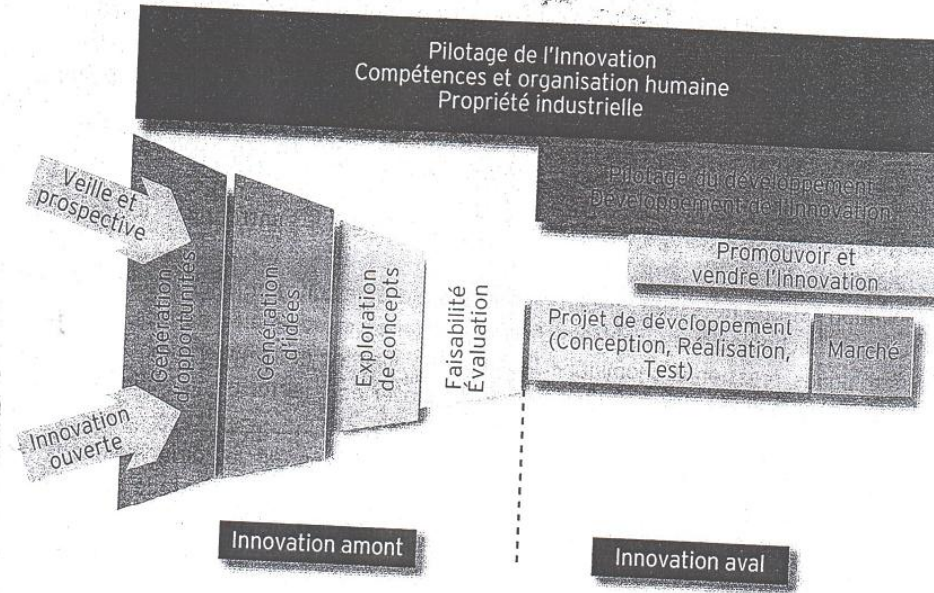 Pilotage de l'Innovation
Compétences et organisation humaine
Propriété industrielle
Pilotage du développement
Développement de l'Innovation
Promouvoir et
vendre l'Innovation
Veille et
prospective
Innovation
ouverte
Génération
d'opportunités
Génération
d'idées
Exploration
de concepts
Faisabilité
Évaluation
Projet de développement
(Conception, Réalisation,
Test)
Marché
Innovation amont
Innovation aval